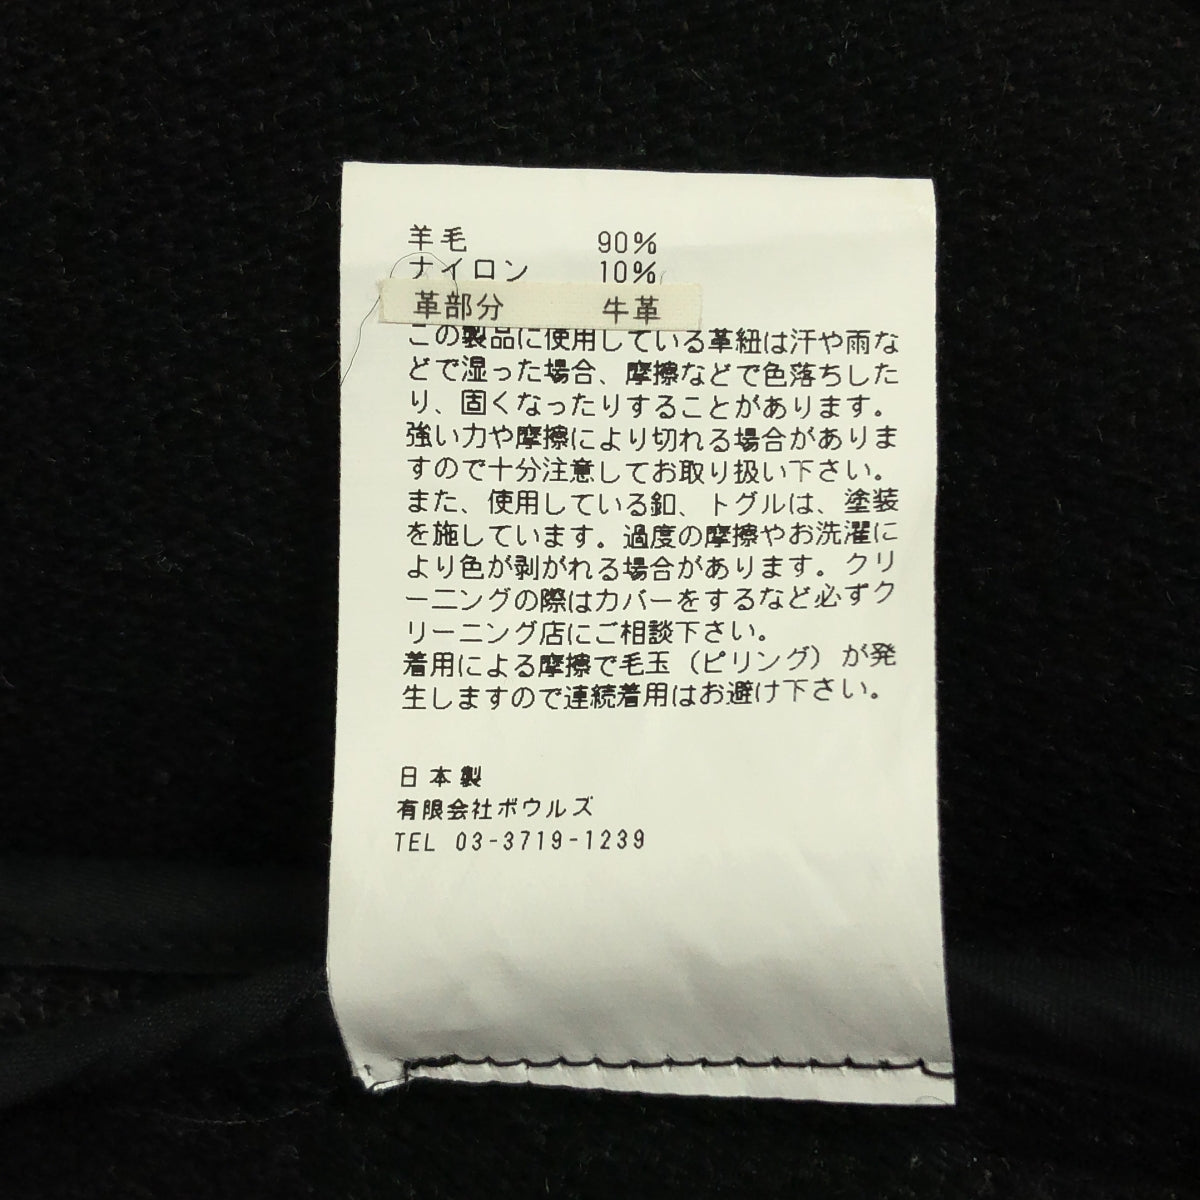 羊毛 90%
ナイロン 10%
革部分 牛革
この製品に使用している革紐は汗や雨な
どで湿った場合、摩擦などで色落ちした
り、固くなったりすることがあります。
強い力や摩擦により切れる場合がありま
すので十分注意してお取り扱い下さい。
また、使用している釦、トグルは、塗装
を施しています。過度の摩擦やお洗濯に
より色が剥がれる場合があります。クリ
ーニングの際はカバーをするなど必ずク
リーニング店にご相談下さい。
着用による摩擦で毛玉（ピリング）が発
生しますので連続着用はお避け下さい。
日本製
有限会社ボウルズ
TEL 03-3719-1239